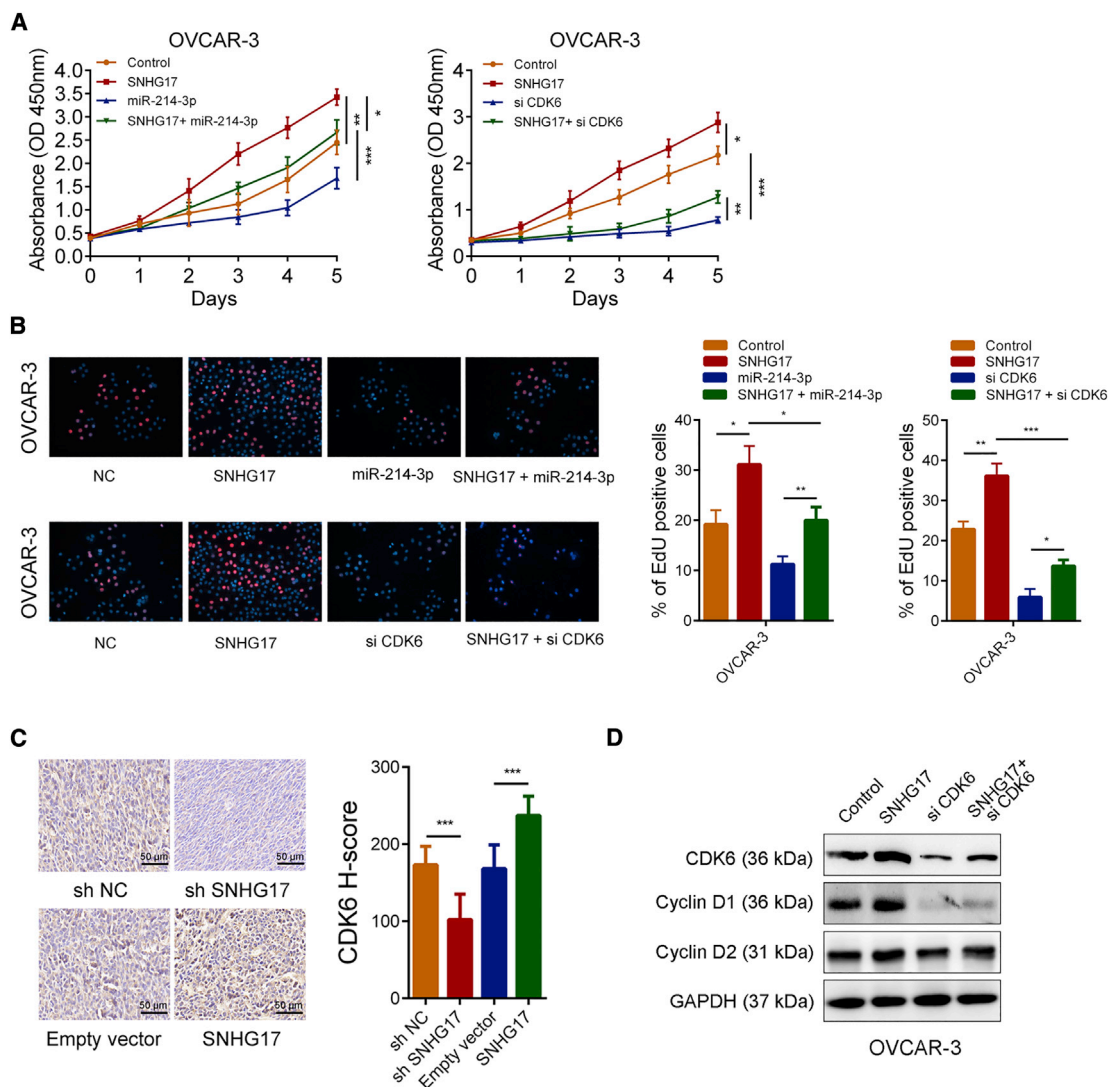 A
OVCAR-3
Control
SNHG17
miR-214-3p
SNHG17+ miR-214-3p
Absorbance (OD 450nm)
4.0
3.5
3.0
2.5
2.0
1.5
1.0
0.5
0.0
0 1 2 3 4 5
Days
**
*
***
OVCAR-3
Control
SNHG17
si CDK6
SNHG17+ si CDK6
Absorbance (OD 450nm)
4
3
2
1
0
0 1 2 3 4 5
Days
*
**
***
B
OVCAR-3
NC SNHG17 miR-214-3p SNHG17 + miR-214-3p
OVCAR-3
NC SNHG17 si CDK6 SNHG17 + si CDK6
Control
SNHG17
miR-214-3p
SNHG17 + miR-214-3p
% of EdU positive cells
40
30
20
10
0
*
*
**
OVCAR-3
Control
SNHG17
si CDK6
SNHG17 + si CDK6
% of EdU positive cells
50
40
30
20
10
0
**
***
*
OVCAR-3
C
50 μm
50 μm
sh NC sh SNHG17
50 μm
50 μm
Empty vector SNHG17
CDK6 H-score
300
200
100
0
***
***
sh NC
sh SNHG17
Empty vector
SNHG17
D
Control
SNHG17
si CDK6
SNHG17+
si CDK6
CDK6 (36 kDa)
Cyclin D1 (36 kDa)
Cyclin D2 (31 kDa)
GAPDH (37 kDa)
OVCAR-3